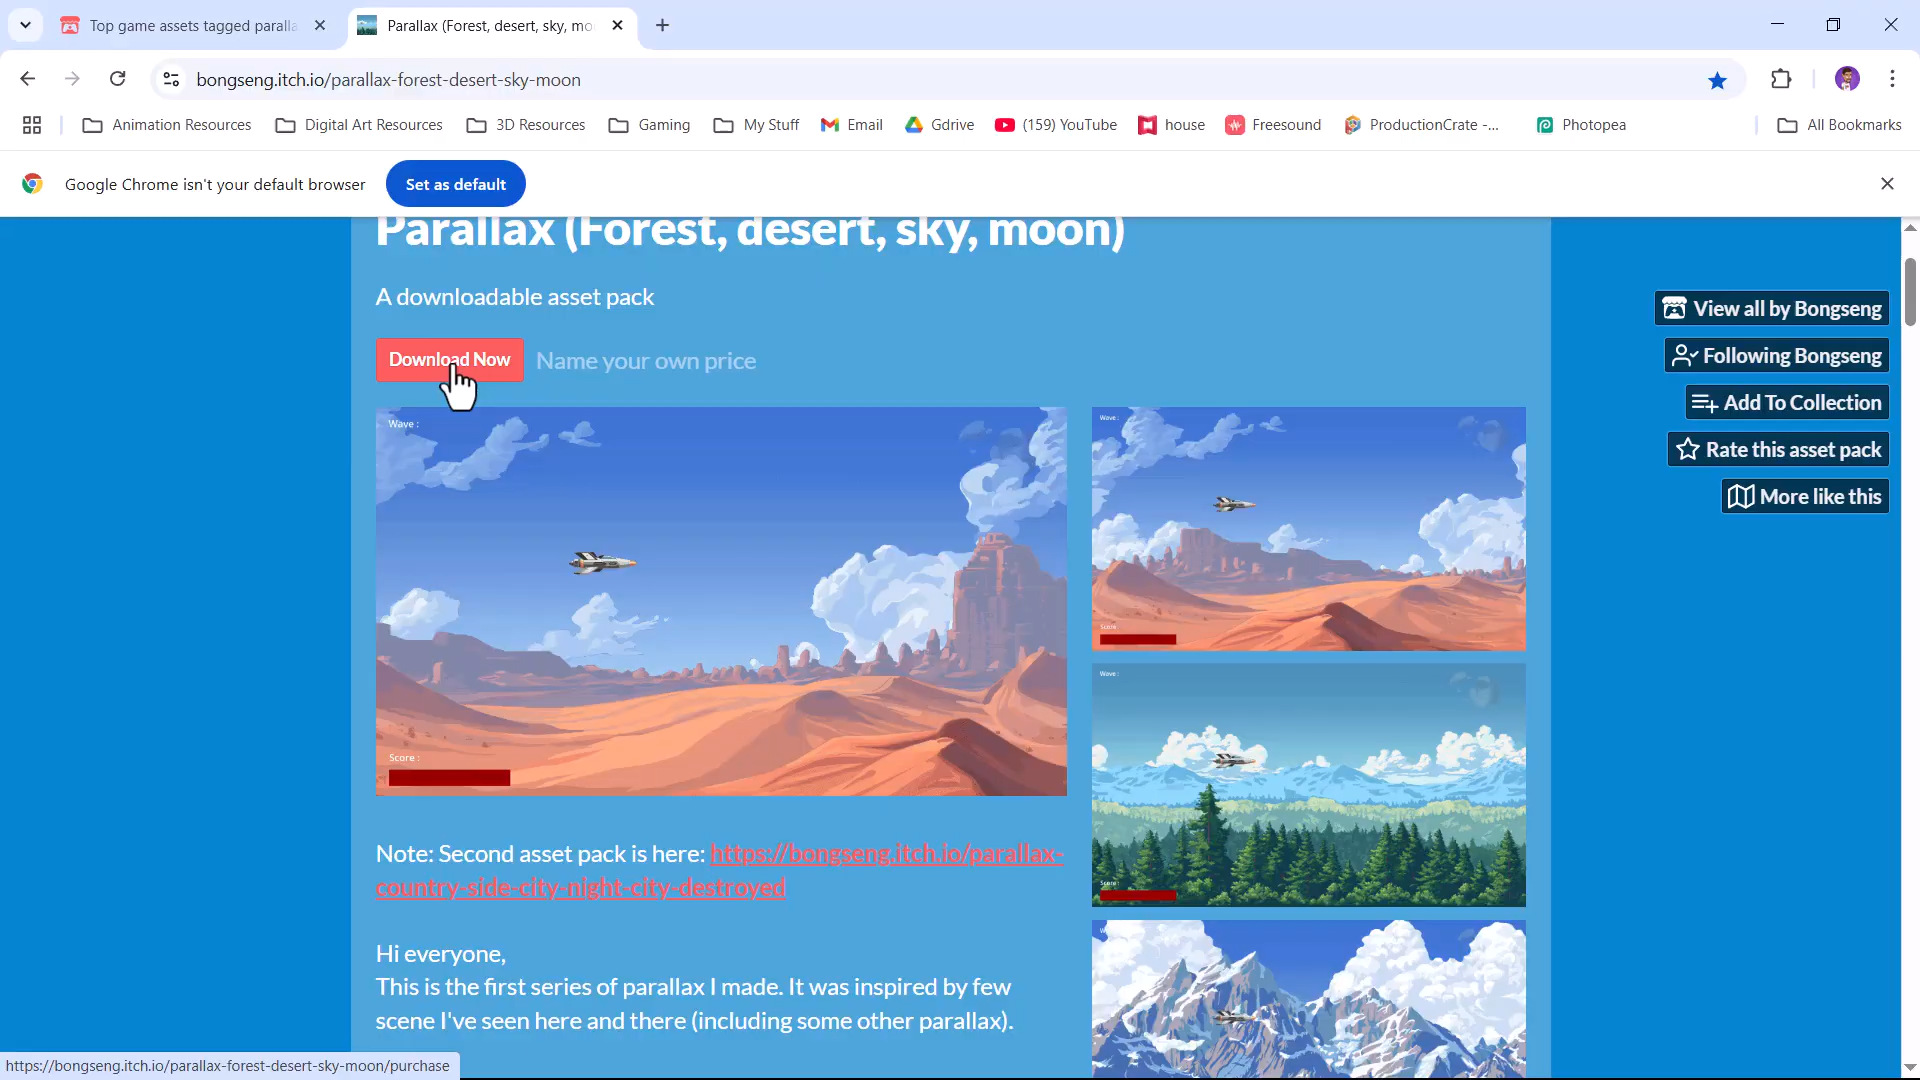 Top game assets tagged paralla
Parallax (Forest, desert, sky, mo
bongseng.itch.io/parallax-forest-desert-sky-moon
Animation Resources
Digital Art Resources
3D Resources
Gaming
My Stuff
Email
Gdrive
(159) YouTube
house
Freesound
ProductionCrate -...
Photopea
All Bookmarks
Google Chrome isn't your default browser
Set as default
Parallax (Forest, desert, sky, moon)
A downloadable asset pack
Download Now
Name your own price
View all by Bongseng
Following Bongseng
Add To Collection
Rate this asset pack
More like this
Wave :
Score :
Wave :
Score
Wave :
Score :
Note: Second asset pack is here: https://bongseng.itch.io/parallax-
country-side-city-night-city-destroyed
Hi everyone,
This is the first series of parallax I made. It was inspired by few
scene I've seen here and there (including some other parallax).
https://bongseng.itch.io/parallax-forest-desert-sky-moon/purchase